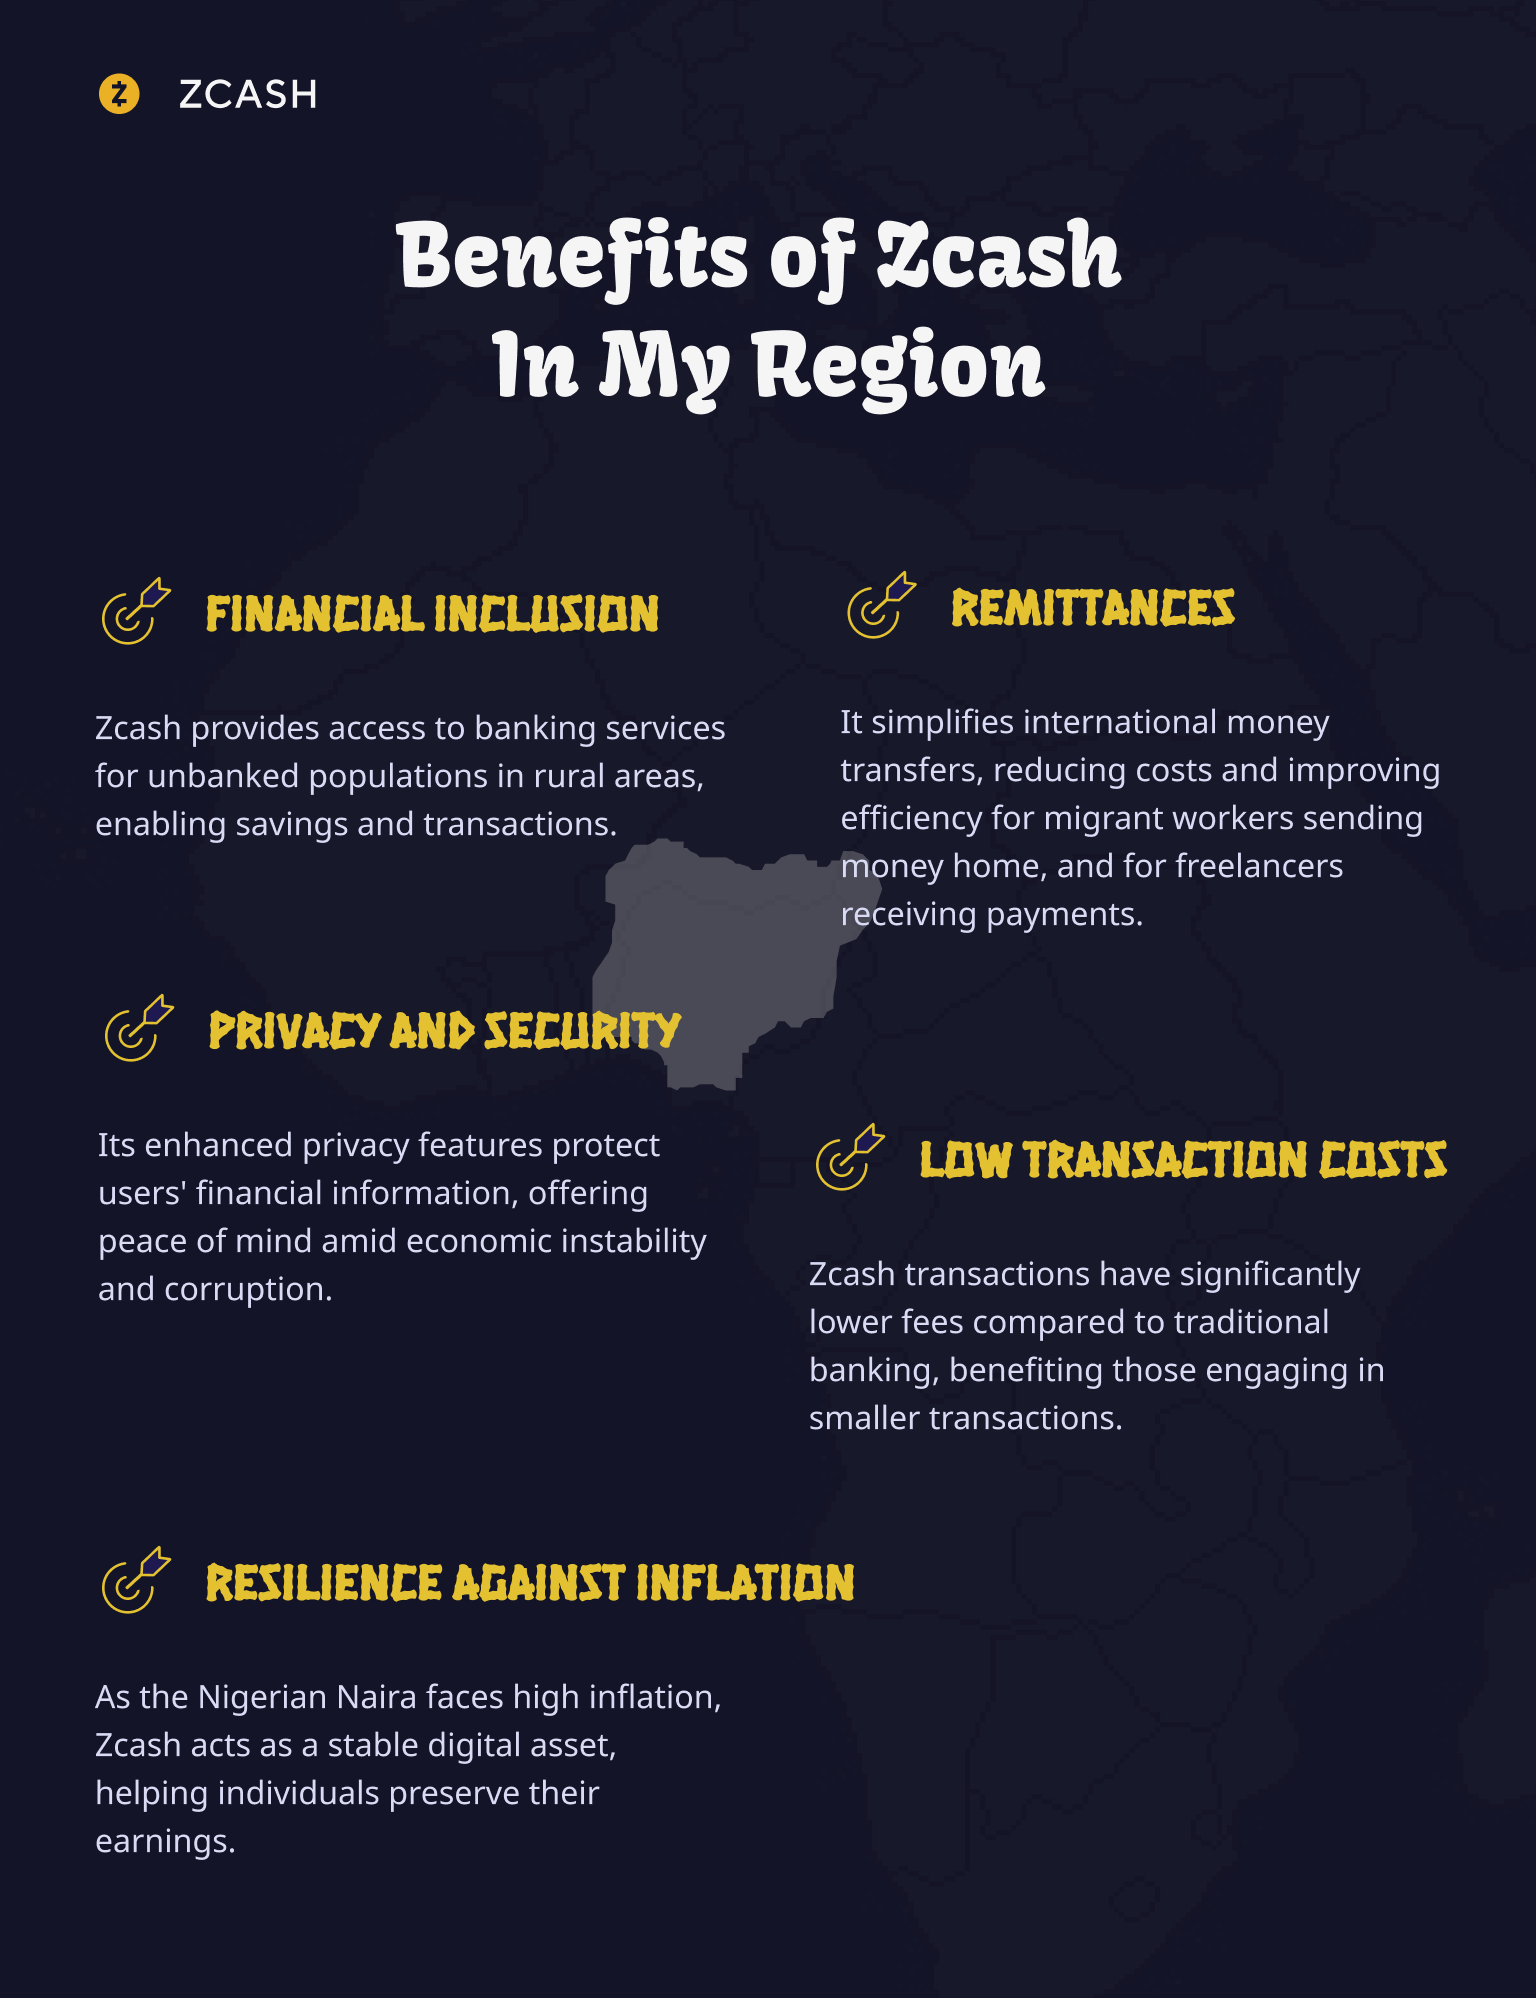 ZCASH
Benefits of Zcash
In My Region
FINANCIAL INCLUSION
Zcash provides access to banking services
for unbanked populations in rural areas,
enabling savings and transactions.
REMITTANCES
It simplifies international money
transfers, reducing costs and improving
efficiency for migrant workers sending
money home, and for freelancers
receiving payments.
PRIVACY AND SECURITY
Its enhanced privacy features protect
users' financial information, offering
peace of mind amid economic instability
and corruption.
LOW TRANSACTION COSTS
Zcash transactions have significantly
lower fees compared to traditional
banking, benefiting those engaging in
smaller transactions.
RESILIENCE AGAINST INFLATION
As the Nigerian Naira faces high inflation,
Zcash acts as a stable digital asset,
helping individuals preserve their
earnings.